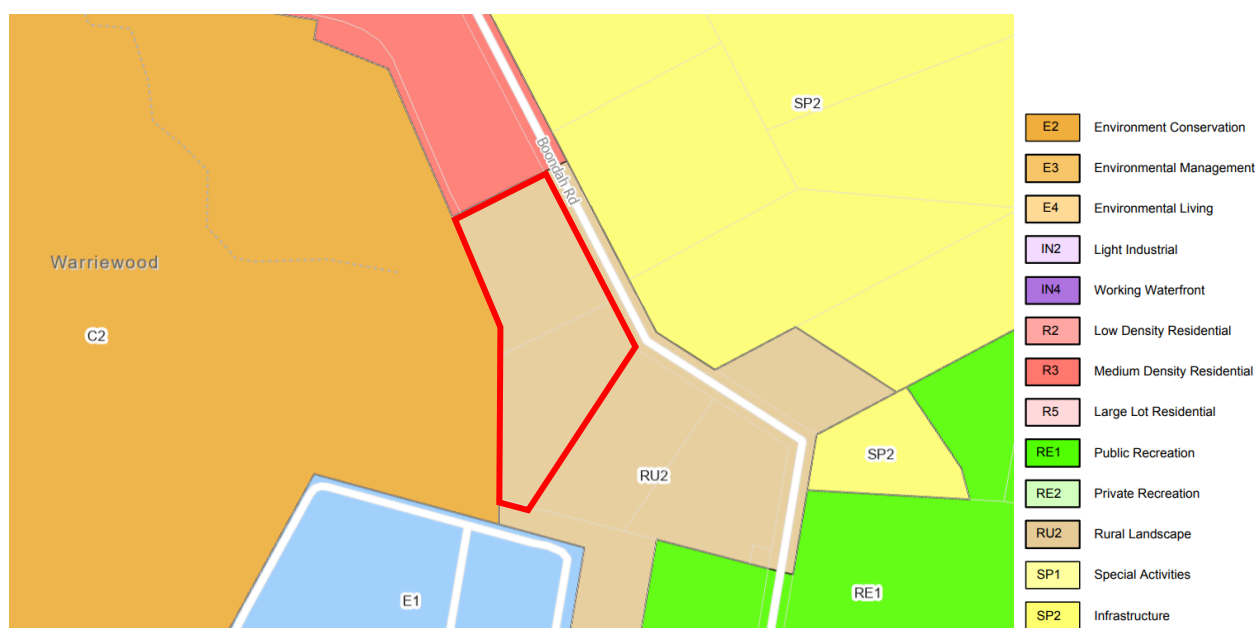 SP2
Boondah Rd
Warriewood
C2
SP2
RU2
E1
RE1
E2 Environment Conservation
E3 Environmental Management
E4 Environmental Living
IN2 Light Industrial
IN4 Working Waterfront
R2 Low Density Residential
R3 Medium Density Residential
R5 Large Lot Residential
RE1 Public Recreation
RE2 Private Recreation
RU2 Rural Landscape
SP1 Special Activities
SP2 Infrastructure